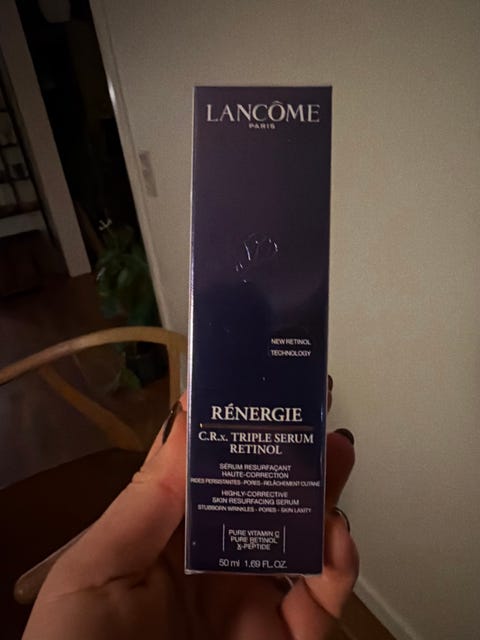 LANCÔME
PARIS
NEW RETINOL
TECHNOLOGY
RÉNERGIE
C.R.x. TRIPLE SERUM
RETINOL
SÉRUM RESURFAÇANT
HAUTE-CORRECTION
RIDES PERSISTANTES - PORES - RELÂCHEMENT CUTANÉ
HIGHLY-CORRECTIVE
SKIN RESURFACING SERUM
STUBBORN WRINKLES - PORES - SKIN LAXITY
PURE VITAMIN C
PURE RETINOL
X-PEPTIDE
50 ml 1.69 FL.OZ.